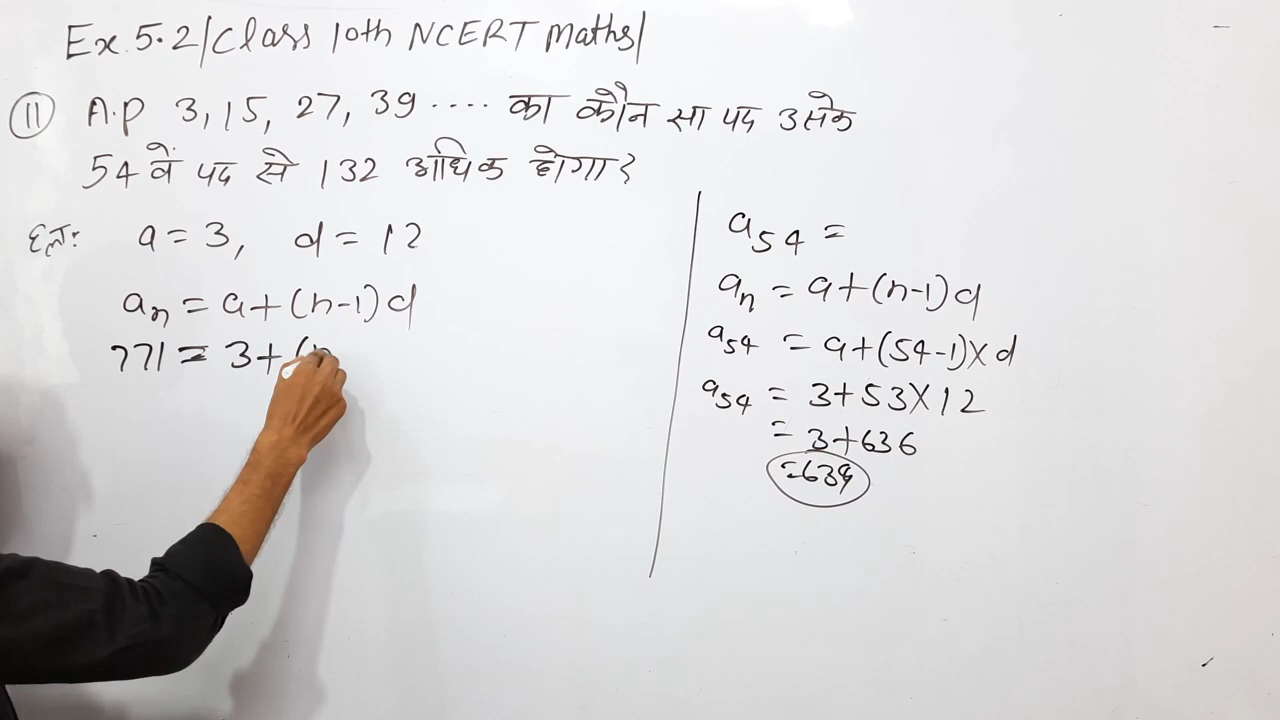 Ex. 5.2/Class 10th NCERT Maths/
11 A.P 3, 15, 27, 39 .... का कौन सा पद उसके
54 वें पद से 132 अधिक होगा?
हल: a = 3, d = 12
aₙ = a + (n-1) d
771 = 3 + (n
a₅₄ =
aₙ = a + (n-1) d
a₅₄ = a + (54-1) × d
a₅₄ = 3 + 53 × 12
= 3 + 636
= 639